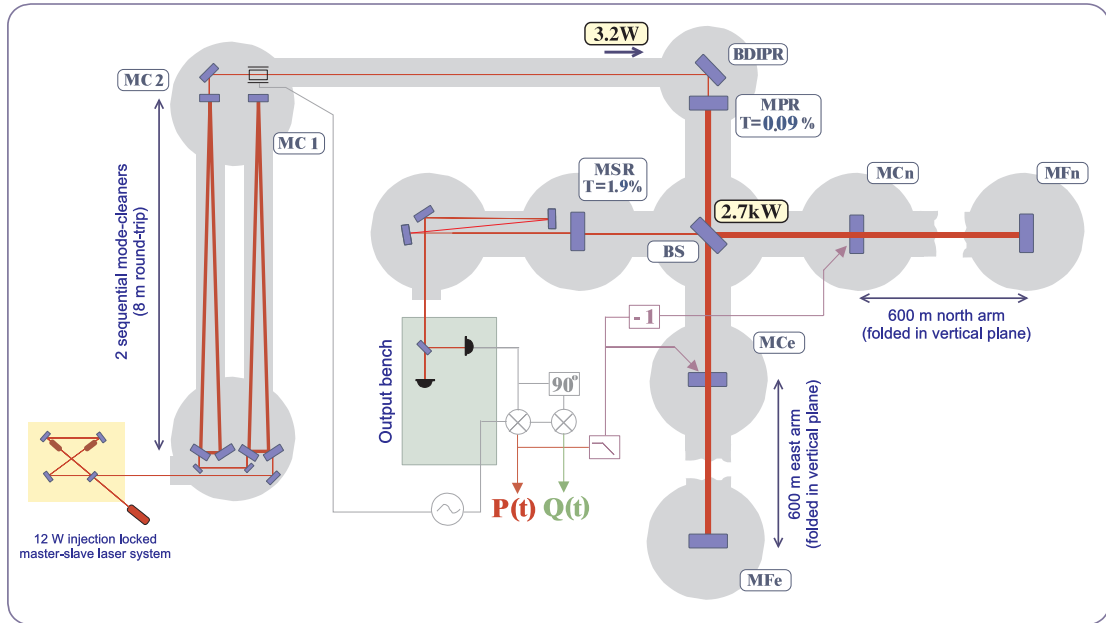 3.2W
BDIPR
MC 2
MPR
T=0.09 %
MC 1
MSR
T=1.9%
MCn
MFn
2 sequential mode-cleaners
(8 m round-trip)
2.7kW
BS
- 1
600 m north arm
(folded in vertical plane)
MCe
Output bench
90°
600 m east arm
(folded in vertical plane)
P(t)
Q(t)
12 W injection locked
master-slave laser system
MFe